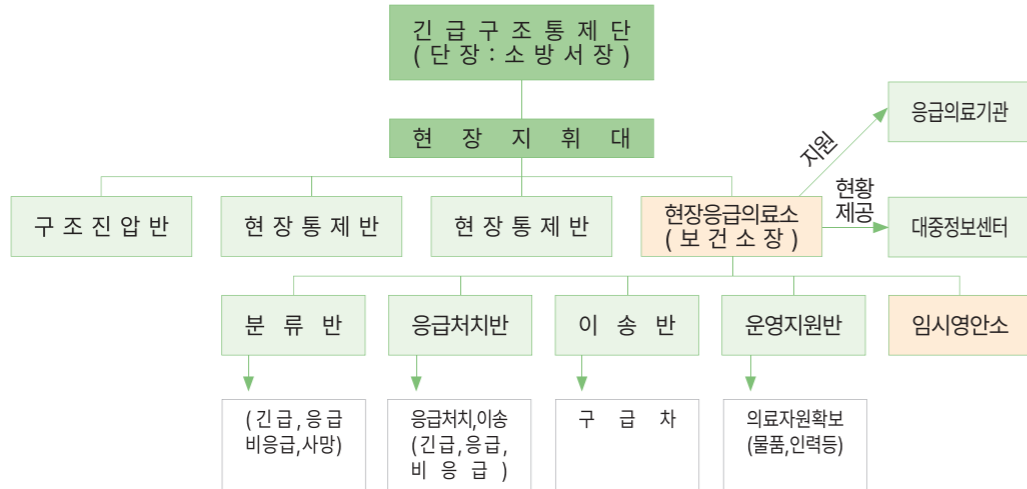 긴급구조통제단
(단장:소방서장)
현장지휘대
응급의료기관
지원
현황
제공
구조진압반
현장통제반
현장통제반
현장응급의료소
(보건소장)
대중정보센터
분류반
응급처치반
이송반
운영지원반
임시영안소
(긴급,응급
비응급,사망)
응급처치,이송
(긴급,응급,
비응급)
구급차
의료자원확보
(물품,인력등)